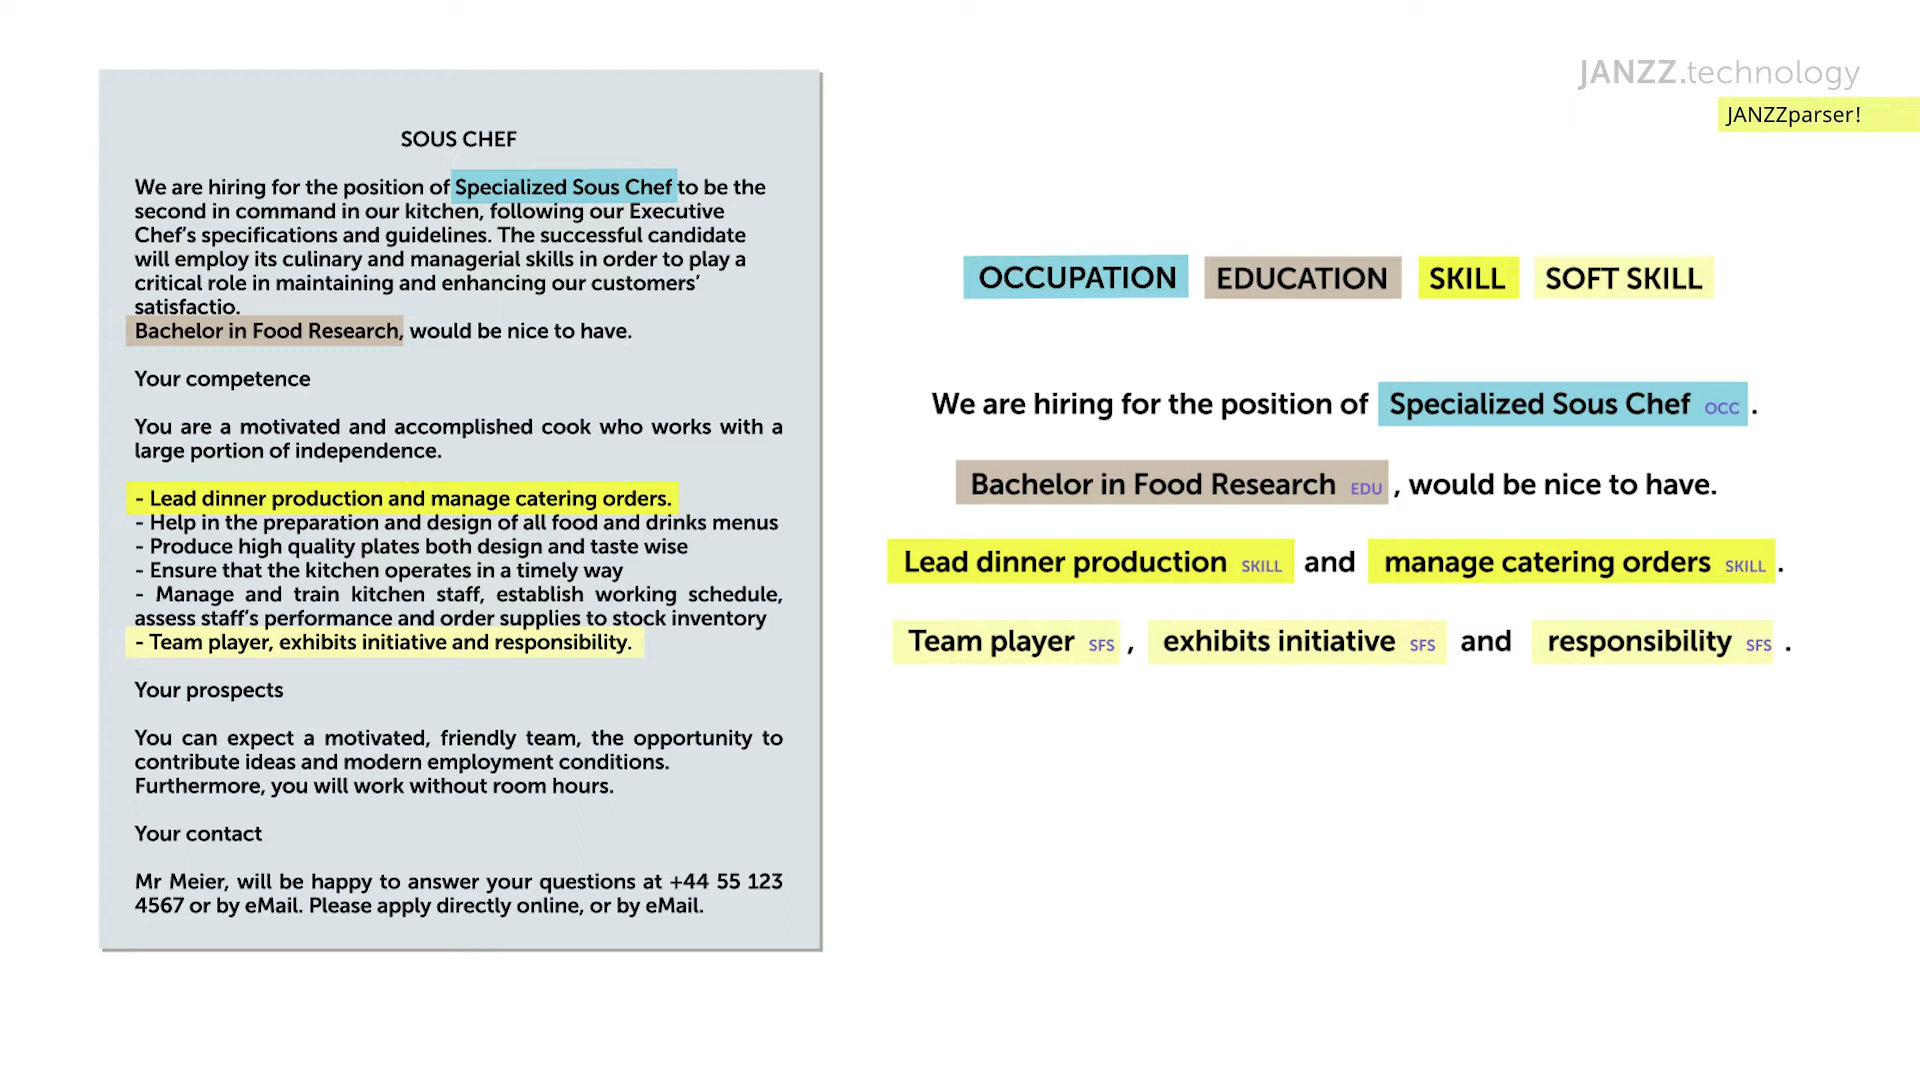 JANZZ.technology
JANZZparser!
SOUS CHEF
We are hiring for the position of Specialized Sous Chef to be the
second in command in our kitchen, following our Executive
Chef's specifications and guidelines. The successful candidate
will employ its culinary and managerial skills in order to play a
critical role in maintaining and enhancing our customers'
satisfactio.
Bachelor in Food Research, would be nice to have.
Your competence
You are a motivated and accomplished cook who works with a
large portion of independence.
- Lead dinner production and manage catering orders.
- Help in the preparation and design of all food and drinks menus
- Produce high quality plates both design and taste wise
- Ensure that the kitchen operates in a timely way
- Manage and train kitchen staff, establish working schedule,
assess staff's performance and order supplies to stock inventory
- Team player, exhibits initiative and responsibility.
Your prospects
You can expect a motivated, friendly team, the opportunity to
contribute ideas and modern employment conditions.
Furthermore, you will work without room hours.
Your contact
Mr Meier, will be happy to answer your questions at +44 55 123
4567 or by eMail. Please apply directly online, or by eMail.
OCCUPATION EDUCATION SKILL SOFT SKILL
We are hiring for the position of Specialized Sous Chef OCC .
Bachelor in Food Research EDU , would be nice to have.
Lead dinner production SKILL and manage catering orders SKILL .
Team player SFS , exhibits initiative SFS and responsibility SFS .